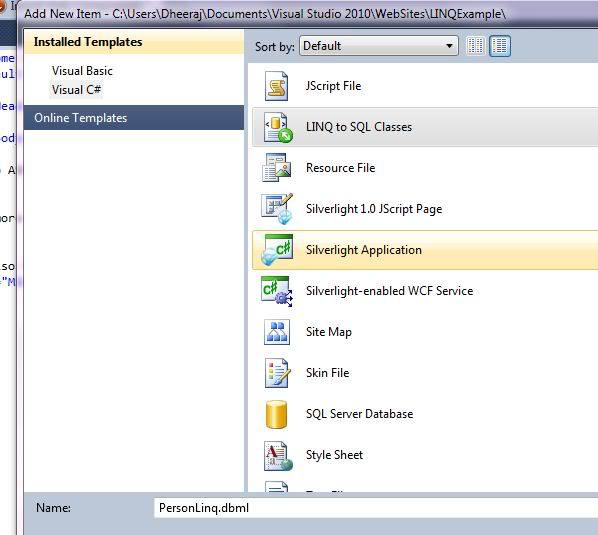 Add New Item - C:\Users\Dheeraj\Documents\Visual Studio 2010\WebSites\LINQExample\
Installed Templates
Visual Basic
Visual C#
Online Templates
Sort by: Default
JScript File
LINQ to SQL Classes
Resource File
Silverlight 1.0 JScript Page
Silverlight Application
Silverlight-enabled WCF Service
Site Map
Skin File
SQL Server Database
Style Sheet
Name: PersonLinq.dbml